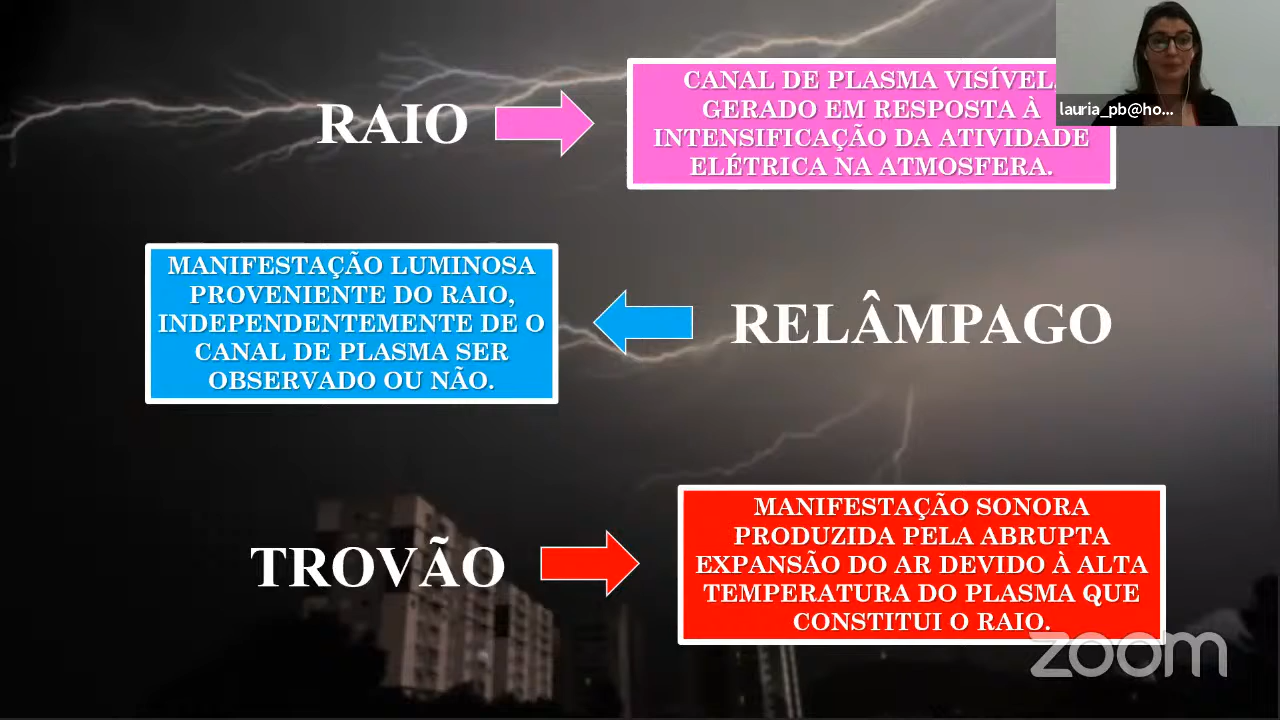 RAIO
CANAL DE PLASMA VISÍVEL
GERADO EM RESPOSTA À
INTENSIFICAÇÃO DA ATIVIDADE
ELÉTRICA NA ATMOSFERA.
lauria_pb@ho...
MANIFESTAÇÃO LUMINOSA
PROVENIENTE DO RAIO,
INDEPENDENTEMENTE DE O
CANAL DE PLASMA SER
OBSERVADO OU NÃO.
RELÂMPAGO
TROVÃO
MANIFESTAÇÃO SONORA
PRODUZIDA PELA ABRUPTA
EXPANSÃO DO AR DEVIDO À ALTA
TEMPERATURA DO PLASMA QUE
CONSTITUI O RAIO.
zoom